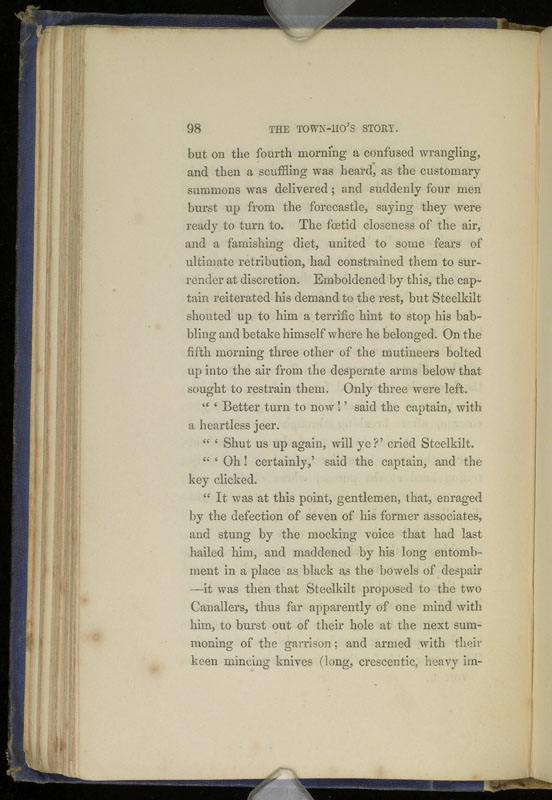 98 THE TOWN-HO'S STORY.
but on the fourth morning a confused wrangling,
and then a scuffling was heard, as the customary
summons was delivered; and suddenly four men
burst up from the forecastle, saying they were
ready to turn to. The fœtid closeness of the air,
and a famishing diet, united to some fears of
ultimate retribution, had constrained them to sur-
render at discretion. Emboldened by this, the cap-
tain reiterated his demand to the rest, but Steelkilt
shouted up to him a terrific hint to stop his bab-
bling and betake himself where he belonged. On the
fifth morning three other of the mutineers bolted
up into the air from the desperate arms below that
sought to restrain them. Only three were left.
“ ‘ Better turn to now!’ said the captain, with
a heartless jeer.
“ ‘ Shut us up again, will ye?’ cried Steelkilt.
“ ‘ Oh! certainly,’ said the captain, and the
key clicked.
“ It was at this point, gentlemen, that, enraged
by the defection of seven of his former associates,
and stung by the mocking voice that had last
hailed him, and maddened by his long entomb-
ment in a place as black as the bowels of despair
—it was then that Steelkilt proposed to the two
Canallers, thus far apparently of one mind with
him, to burst out of their hole at the next sum-
moning of the garrison; and armed with their
keen mincing knives (long, crescentic, heavy im-